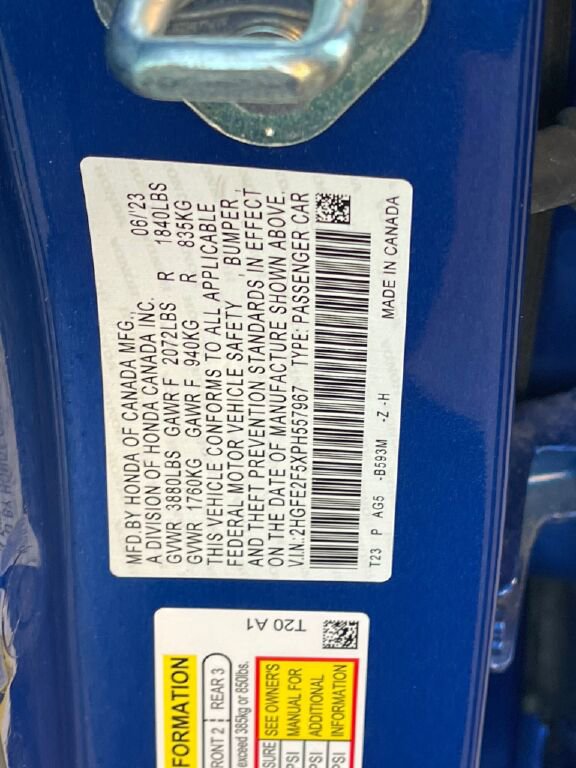 MFD.BY HONDA OF CANADA MFG., 06/23
A DIVISION OF HONDA CANADA INC.
GVWR 3880LBS GAWR F 2072LBS R 1840LBS
GVWR 1760KG GAWR F 940KG R 835KG
THIS VEHICLE CONFORMS TO ALL APPLICABLE
FEDERAL MOTOR VEHICLE SAFETY , BUMPER ,
AND THEFT PREVENTION STANDARDS IN EFFECT
ON THE DATE OF MANUFACTURE SHOWN ABOVE.
V.I.N.:2HGFE2F5XPH557967 TYPE: PASSENGER CAR
T23 P AG5 -B593M -Z -H MADE IN CANADA
T20 A1
FORMATION
RONT 2 REAR 3
exceed 385kg or 850lbs.
SURE SEE OWNER'S
PSI MANUAL FOR
PSI ADDITIONAL
PSI INFORMATION